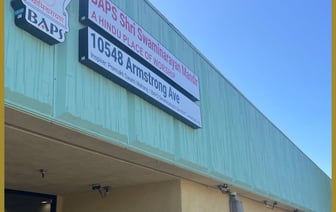 BAPS
BAPS Shri Swaminarayan Mandir
A HINDU PLACE OF WORSHIP
10548 Armstrong Ave